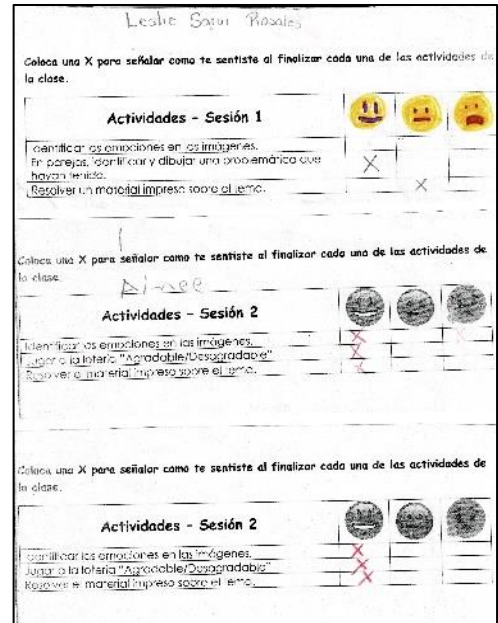 Leslie Sarui Rosales
Coloca una X para señalar como te sentiste al finalizar cada una de las actividades de
la clase.
Actividades - Sesión 1
Identificar las emociones en las imágenes.
En parejas, identificar y dibujar una problemática que
hayan tenido.
Resolver un material impreso sobre el tema.
X
X
Coloca una X para señalar como te sentiste al finalizar cada una de las actividades de
la clase.
Actividades - Sesión 2
Identificar las emociones en las imágenes.
X
X
Jugar a la lotería "Agradable/Desagradable"
X
Resolver el material impreso sobre el tema.
X
Coloca una X para señalar como te sentiste al finalizar cada una de las actividades de
la clase.
Actividades - Sesión 2
Identificar las emociones en las imágenes.
X
Jugar a la lotería "Agradable/Desagradable"
X
Resolver el material impreso sobre el tema.
X